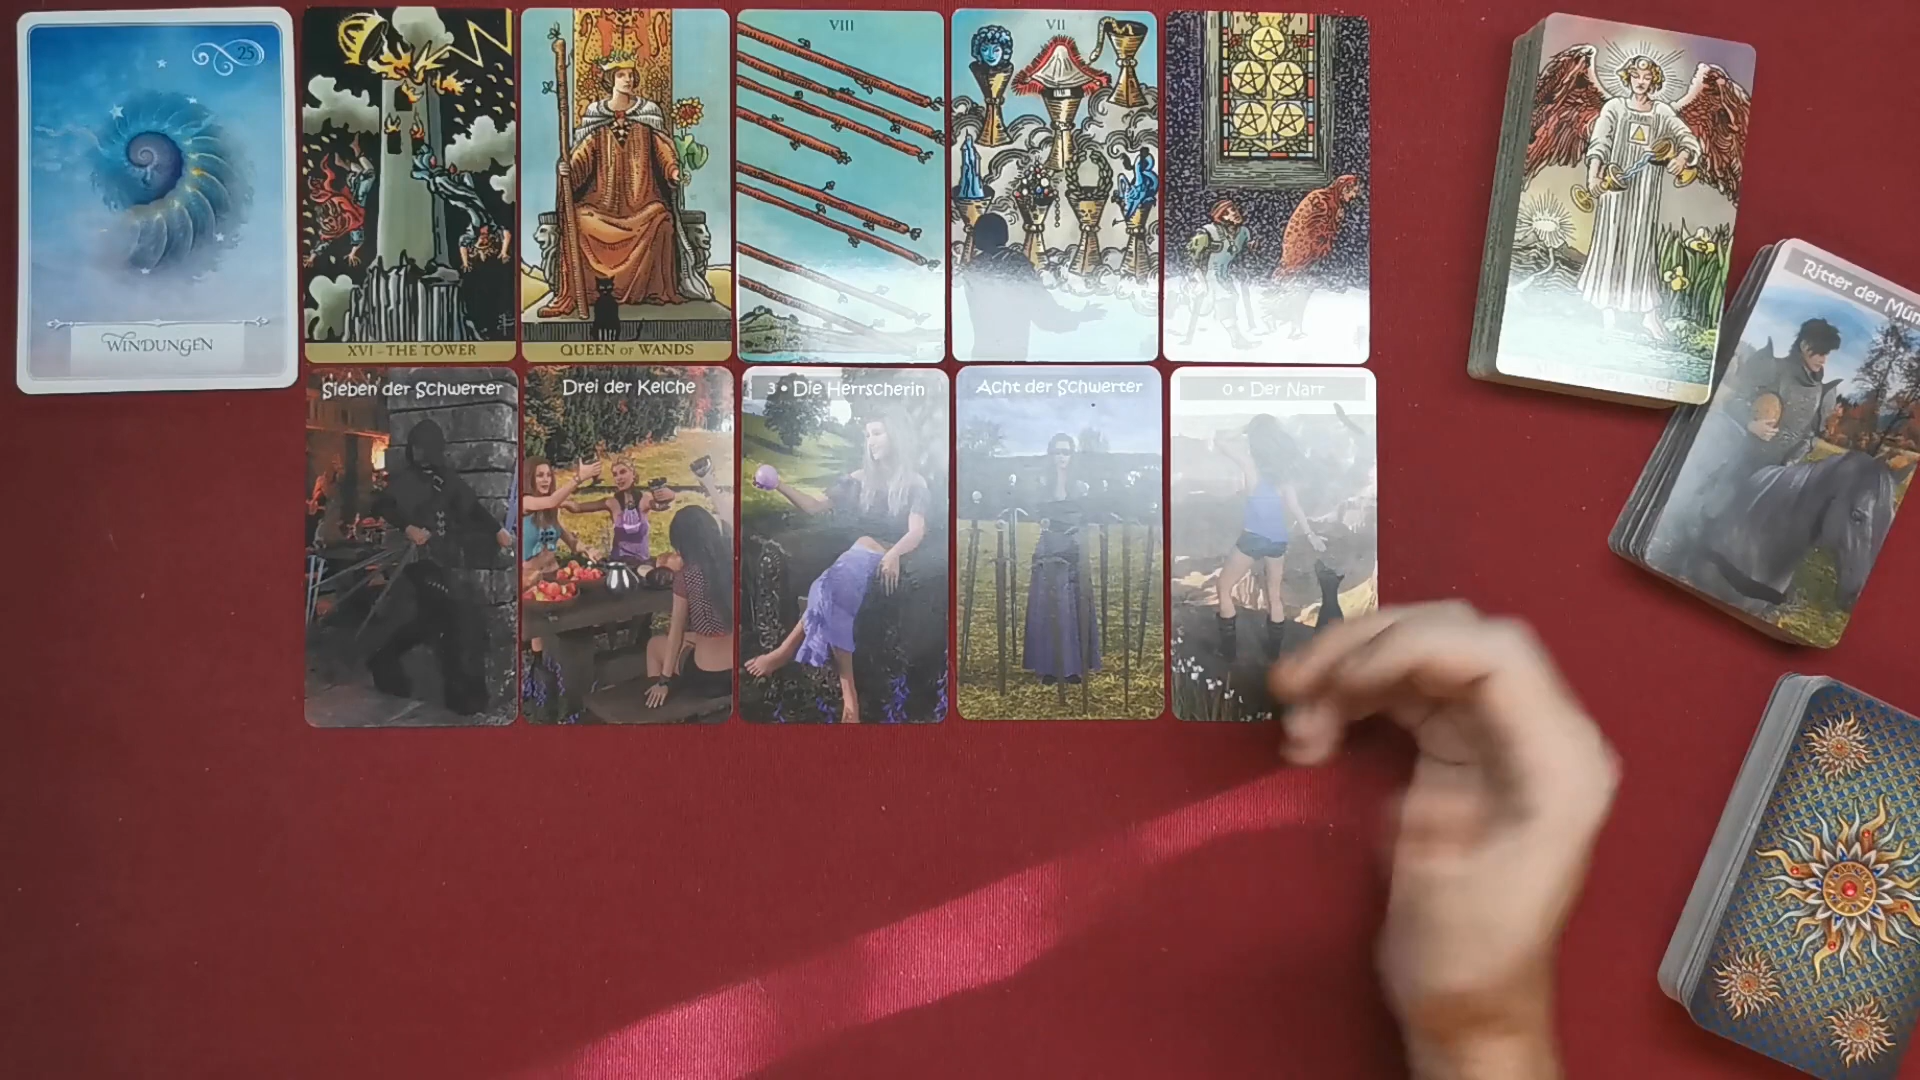 25
WINDUNGEN
XVI - THE TOWER
QUEEN OF WANDS
VIII
VII
Sieben der Schwerter
Drei der Kelche
3 • Die Herrscherin
Acht der Schwerter
0 • Der Narr
Ritter der Mün